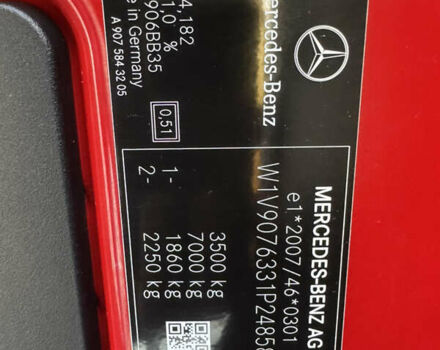 Mercedes-Benz
4,182
1,0 %
906BB35
in Germany
A 907 584 32 05
0,51
MERCEDES-BENZ AG
e1*2007/46*0301
W1V9076331P2485
3500 kg
7000 kg
1- 1860 kg
2- 2250 kg